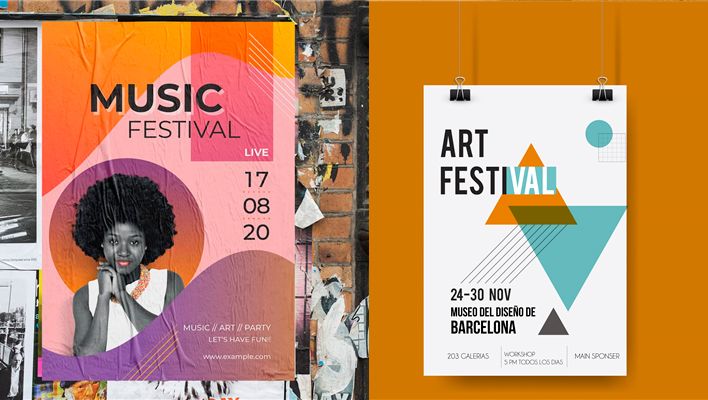 MUSIC
FESTIVAL
LIVE
17
08
20
MUSIC // ART // PARTY
LET'S HAVE FUN!!
www.example.com
ART
FESTIVAL
24-30 NOV
MUSEO DEL DISEÑO DE
BARCELONA
203 GALERIAS
WORKSHOP
5 PM TODOS LOS DIAS
MAIN SPONSER